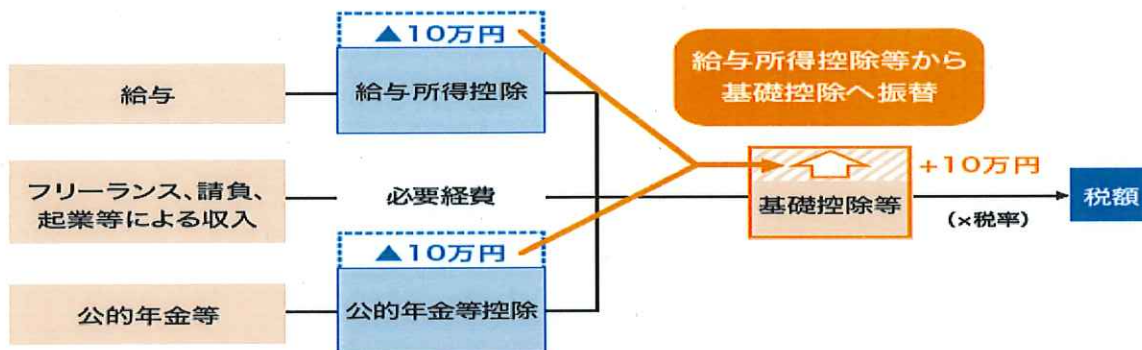 ▲10万円
給与所得控除等から
基礎控除へ振替
給与
給与所得控除
フリーランス、請負、
起業等による収入
必要経費
+10万円
基礎控除等
(×税率)
税額
▲10万円
公的年金等
公的年金等控除